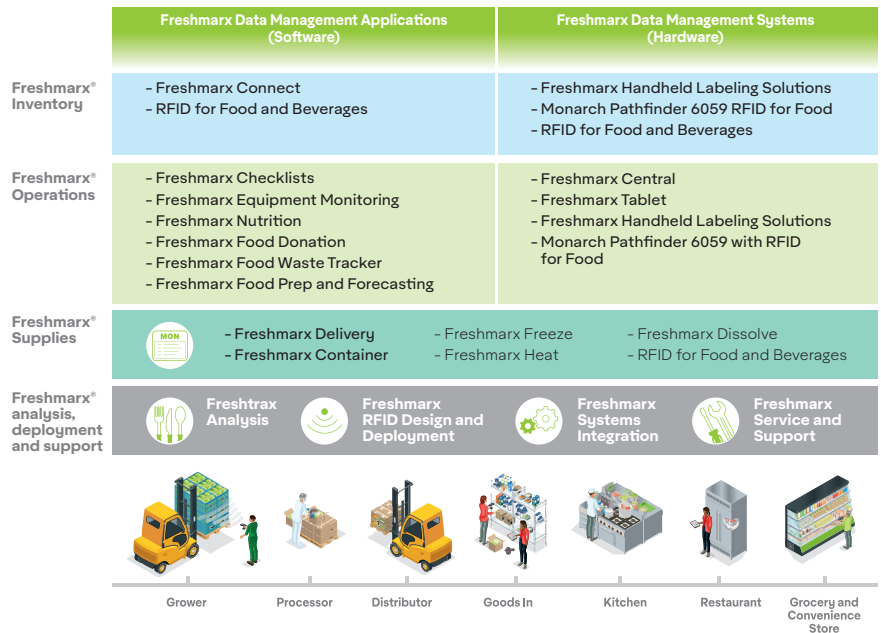 Freshmarx Data Management Applications
(Software)
Freshmarx Data Management Systems
(Hardware)
Freshmarx®
Inventory
- Freshmarx Connect
- RFID for Food and Beverages
- Freshmarx Handheld Labeling Solutions
- Monarch Pathfinder 6059 RFID for Food
- RFID for Food and Beverages
Freshmarx®
Operations
- Freshmarx Checklists
- Freshmarx Equipment Monitoring
- Freshmarx Nutrition
- Freshmarx Food Donation
- Freshmarx Food Waste Tracker
- Freshmarx Food Prep and Forecasting
- Freshmarx Central
- Freshmarx Tablet
- Freshmarx Handheld Labeling Solutions
- Monarch Pathfinder 6059 with RFID
for Food
Freshmarx®
Supplies
MON
- Freshmarx Delivery
- Freshmarx Container
- Freshmarx Freeze
- Freshmarx Heat
- Freshmarx Dissolve
- RFID for Food and Beverages
Freshmarx®
analysis,
deployment
and support
Freshtrax
Analysis
Freshmarx
RFID Design and
Deployment
Freshmarx
Systems
Integration
Freshmarx
Service and
Support
Grower
Processor
Distributor
Goods In
Kitchen
Restaurant
Grocery and
Convenience
Store